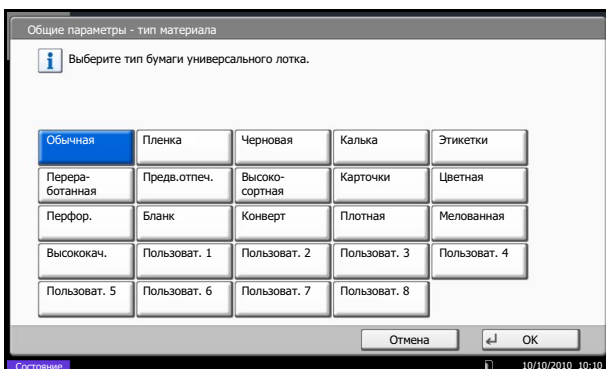 Общие параметры - тип материала
Выберите тип бумаги универсального лотка.
Обычная
Пленка
Черновая
Калька
Этикетки
Перера-
ботанная
Предв.отпеч.
Высоко-
сортная
Карточки
Цветная
Перфор.
Бланк
Конверт
Плотная
Мелованная
Высококач.
Пользоват. 1
Пользоват. 2
Пользоват. 3
Пользоват. 4
Пользоват. 5
Пользоват. 6
Пользоват. 7
Пользоват. 8
Отмена
OK
Состояние
10/10/2010 10:10